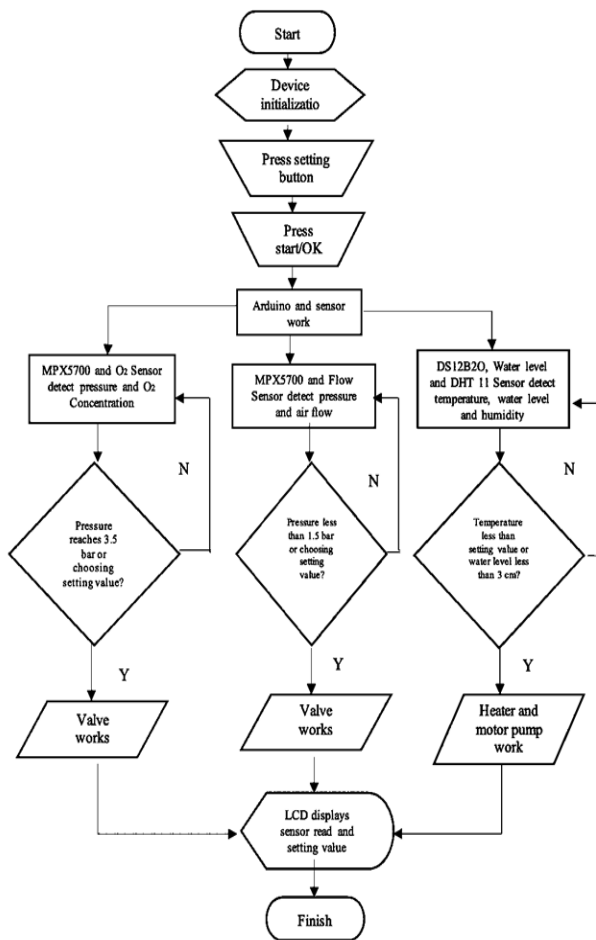 Start
Device
initializatio
Press setting
button
Press
start/OK
Arduino and sensor
work
MPX5700 and O2 Sensor
detect pressure and O2
Concentration
MPX5700 and Flow
Sensor detect pressure
and air flow
DS12B2O, Water level
and DHT 11 Sensor detect
temperature, water level
and humidity
N
N
N
Pressure
reaches 3.5
bar or
choosing
setting value?
Pressure less
than 1.5 bar
or choosing
setting
value?
Temperature
less than
setting value or
water level less
than 3 cm?
Y
Y
Y
Valve
works
Valve
works
Heater and
motor pump
work
LCD displays
sensor read and
setting value
Finish